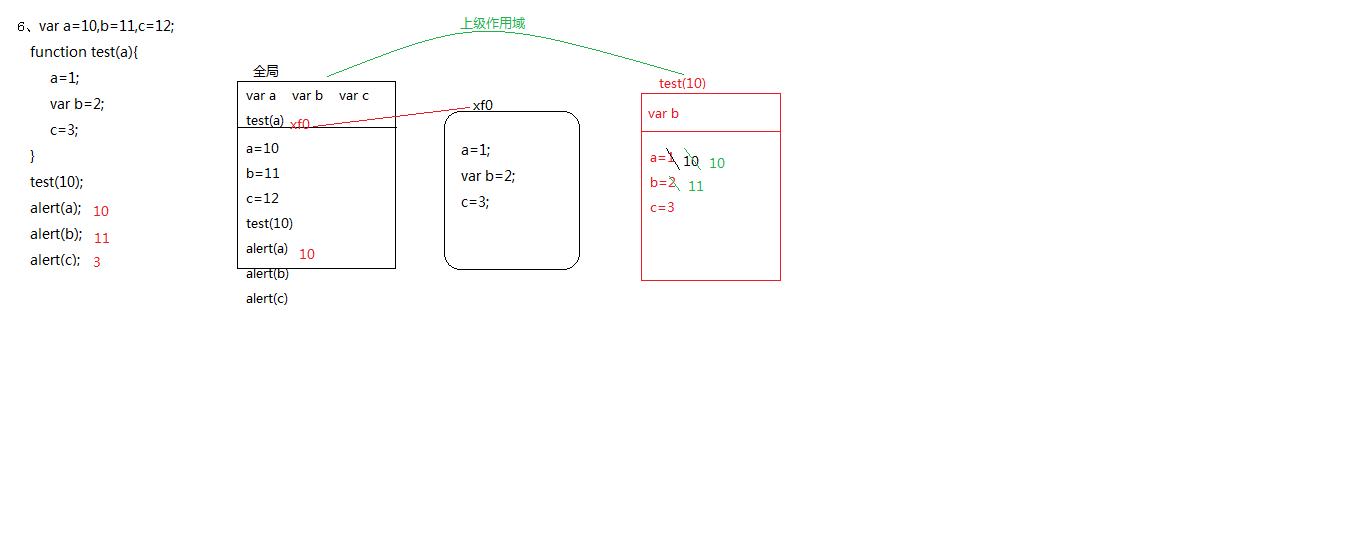 6、var a=10,b=11,c=12;
function test(a){
a=1;
var b=2;
c=3;
}
test(10);
alert(a); 10
alert(b); 11
alert(c); 3
上级作用域
全局
var a var b var c
test(a) xf0
a=10
b=11
c=12
test(10)
alert(a) 10
alert(b)
alert(c)
xf0
a=1;
var b=2;
c=3;
test(10)
var b
a=1 10 10
b=2 11
c=3